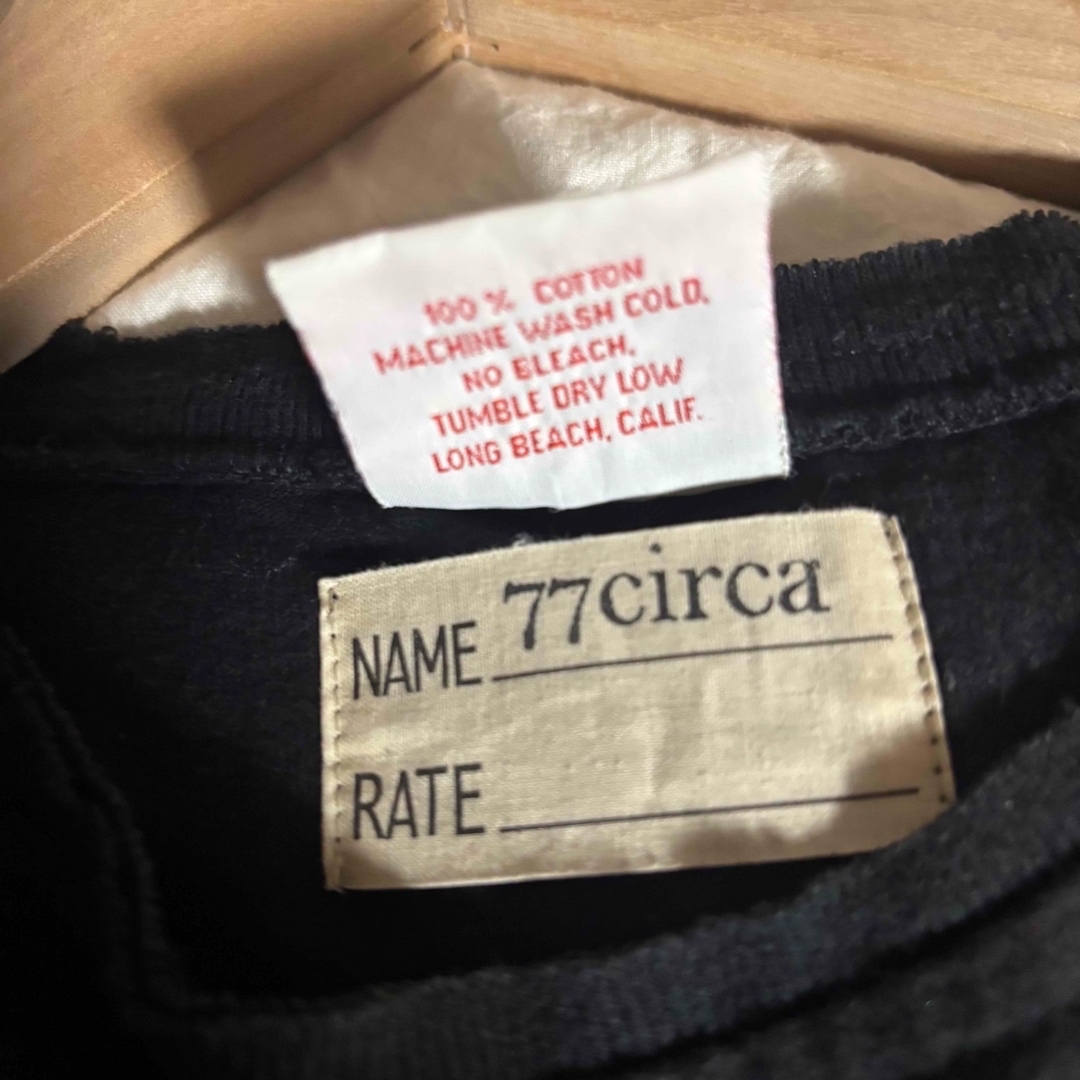 100 % COTTON
MACHINE WASH COLD,
NO BLEACH,
TUMBLE DRY LOW
LONG BEACH, CALIF.
NAME 77circa
RATE